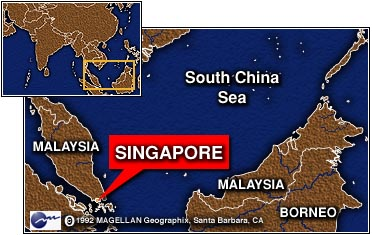 South China
Sea
MALAYSIA
SINGAPORE
MALAYSIA
BORNEO
© 1992 MAGELLAN Geographix, Santa Barbara, CA